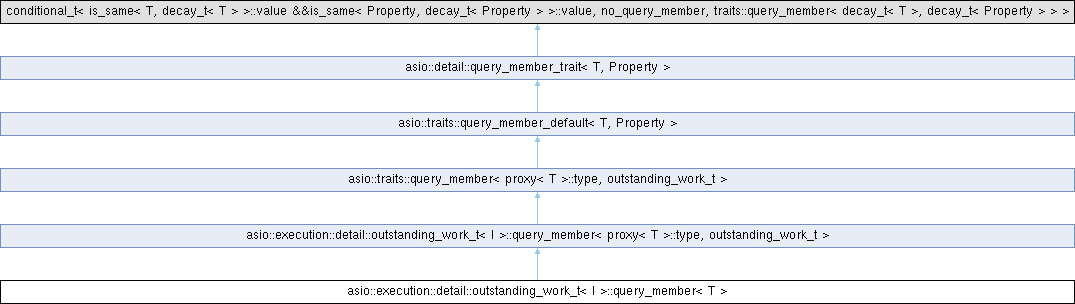 conditional_t< is_same< T, decay_t< T > >::value &&is_same< Property, decay_t< Property > >::value, no_query_member, traits::query_member< decay_t< T >, decay_t< Property > > >
asio::detail::query_member_trait< T, Property >
asio::traits::query_member_default< T, Property >
asio::traits::query_member< proxy< T >::type, outstanding_work_t >
asio::execution::detail::outstanding_work_t< I >::query_member< proxy< T >::type, outstanding_work_t >
asio::execution::detail::outstanding_work_t< I >::query_member< T >